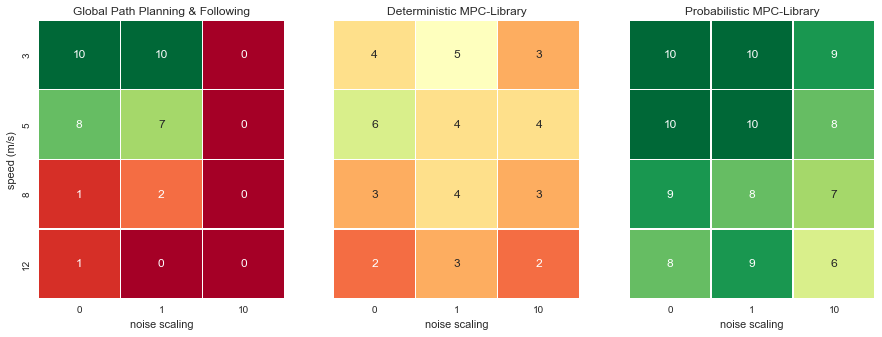 Global Path Planning & Following
Deterministic MPC-Library
Probabilistic MPC-Library
speed (m/s)
3 10 10 0 4 5 3 10 10 9
5 8 7 0 6 4 4 10 10 8
8 1 2 0 3 4 3 9 8 7
12 1 0 0 2 3 2 8 9 6
0 1 10 0 1 10 0 1 10
noise scaling
noise scaling
noise scaling